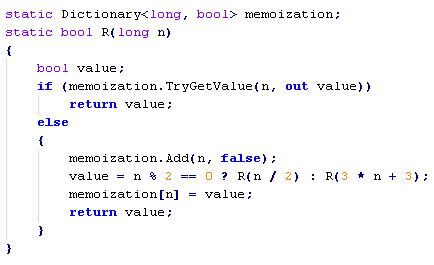 static Dictionary<long, bool> memoization;
static bool R(long n)
{
bool value;
if (memoization.TryGetValue(n, out value))
return value;
else
{
memoization.Add(n, false);
value = n % 2 == 0 ? R(n / 2) : R(3 * n + 3);
memoization[n] = value;
return value;
}
}